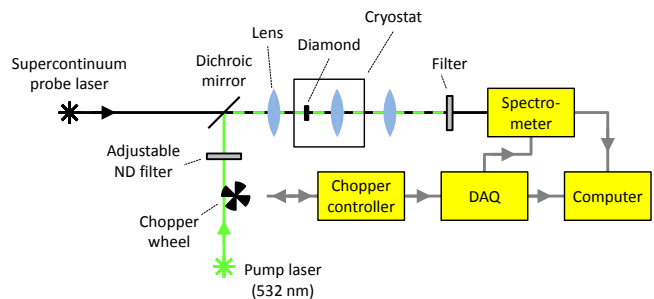 Cryostat
Lens
Diamond
Dichroic
mirror
Filter
Supercontinuum
probe laser
Spectro-
meter
Adjustable
ND filter
Chopper
wheel
Chopper
controller
DAQ
Computer
Pump laser
(532 nm)